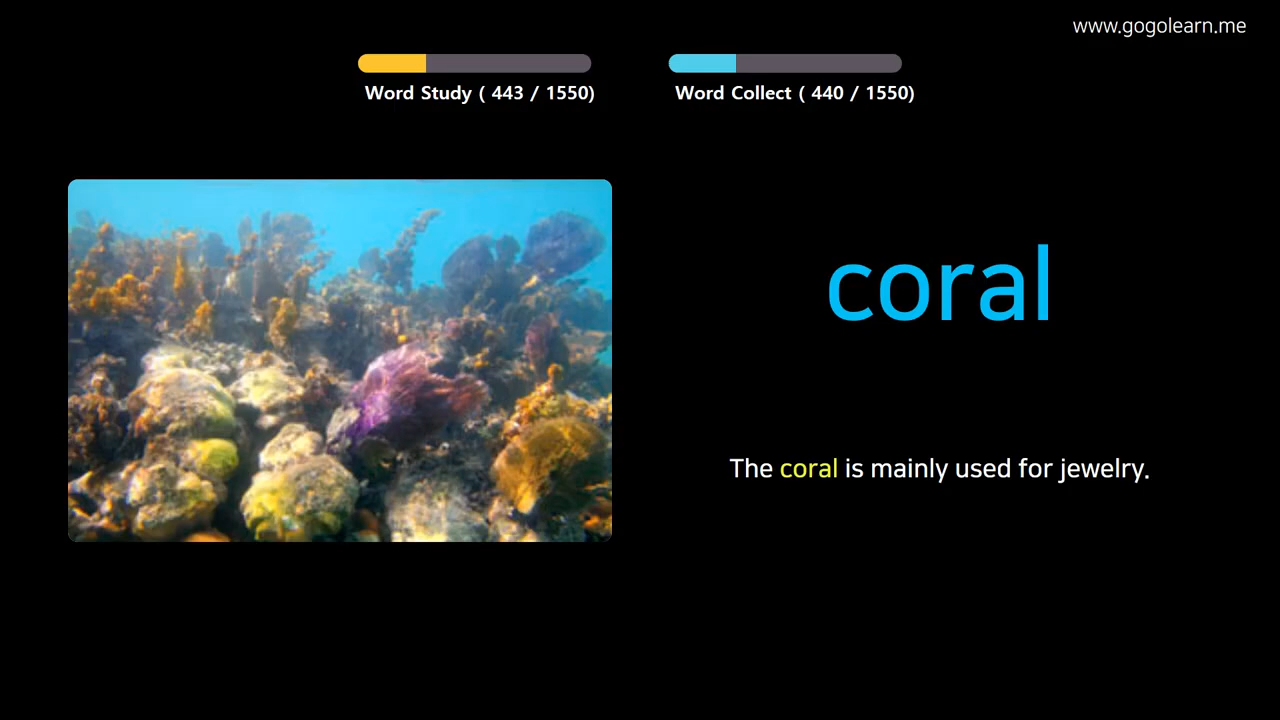 www.gogolearn.me
Word Study ( 443 / 1550)
Word Collect ( 440 / 1550)
coral
The coral is mainly used for jewelry.